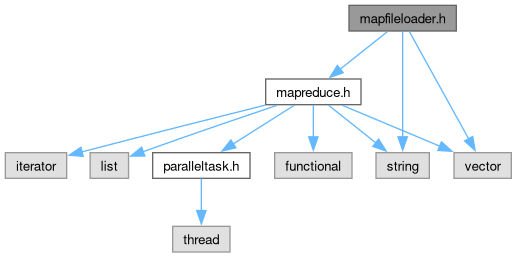 mapfileloader.h
mapreduce.h
iterator
list
paralleltask.h
functional
string
vector
thread